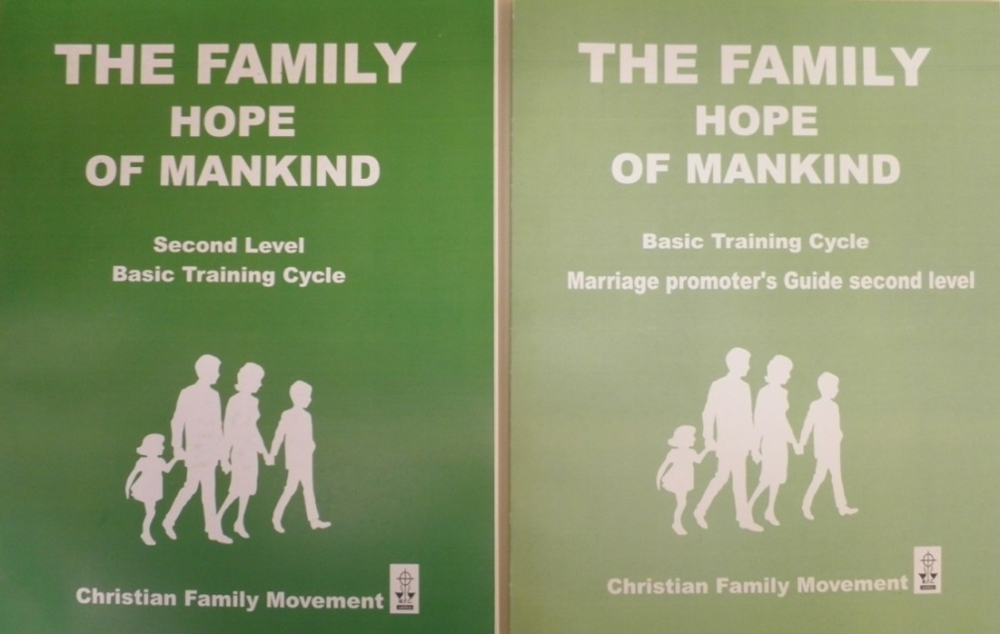 THE FAMILY
HOPE
OF MANKIND
Second Level
Basic Training Cycle
Christian Family Movement
THE FAMILY
HOPE
OF MANKIND
Basic Training Cycle
Marriage promoter's Guide second level
Christian Family Movement